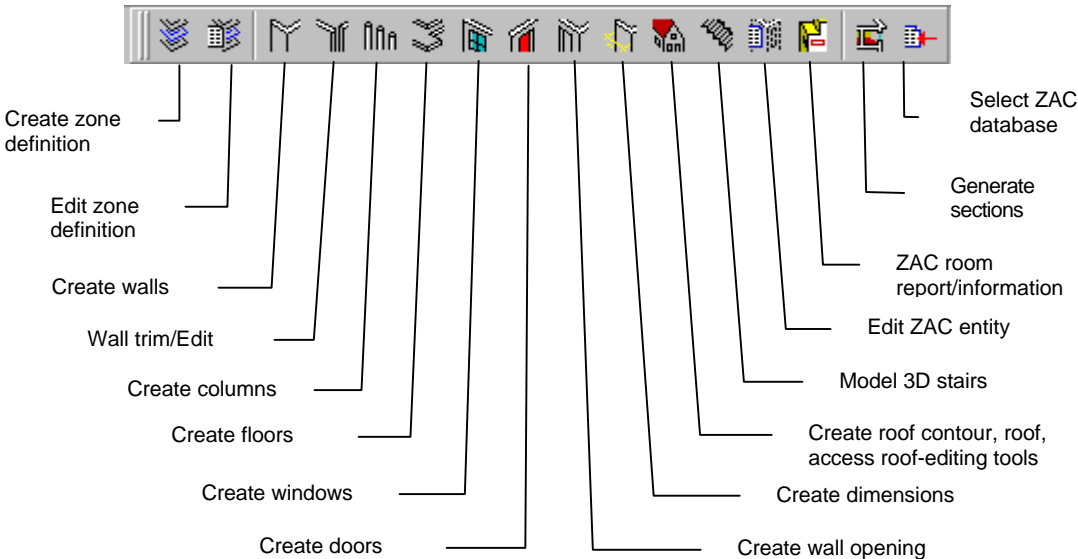 Create zone
definition
Edit zone
definition
Create walls
Wall trim/Edit
Create columns
Create floors
Create windows
Create doors
Select ZAC
database
Generate
sections
ZAC room
report/information
Edit ZAC entity
Model 3D stairs
Create roof contour, roof,
access roof-editing tools
Create dimensions
Create wall opening